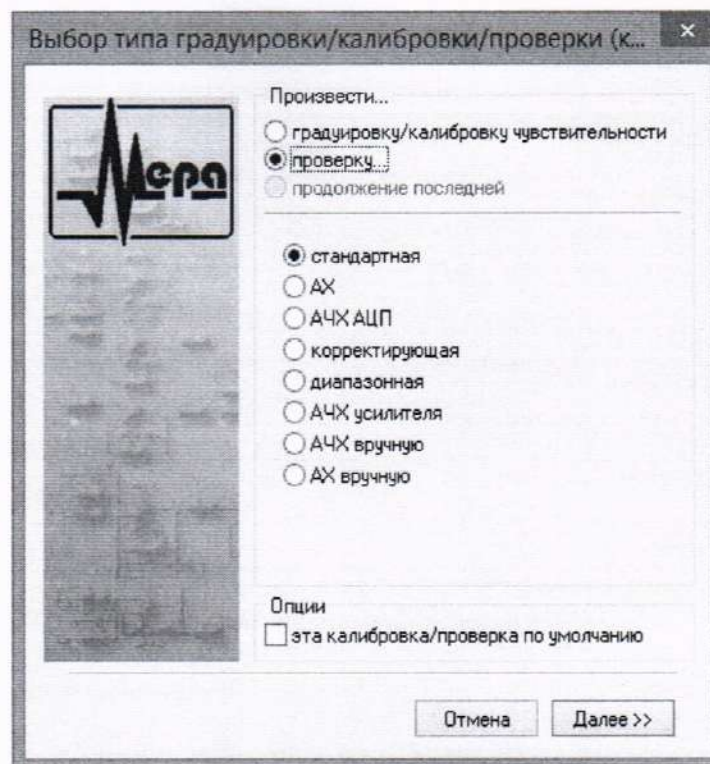 Выбор типа градуировки/калибровки/проверки (к...
Мера
Произвести...
градуировку/калибровку чувствительности
проверку...
продолжение последней
стандартная
АХ
АЧХ АЦП
корректирующая
диапазонная
АЧХ усилителя
АЧХ вручную
АХ вручную
Опции
эта калибровка/проверка по умолчанию
Отмена
Далее >>